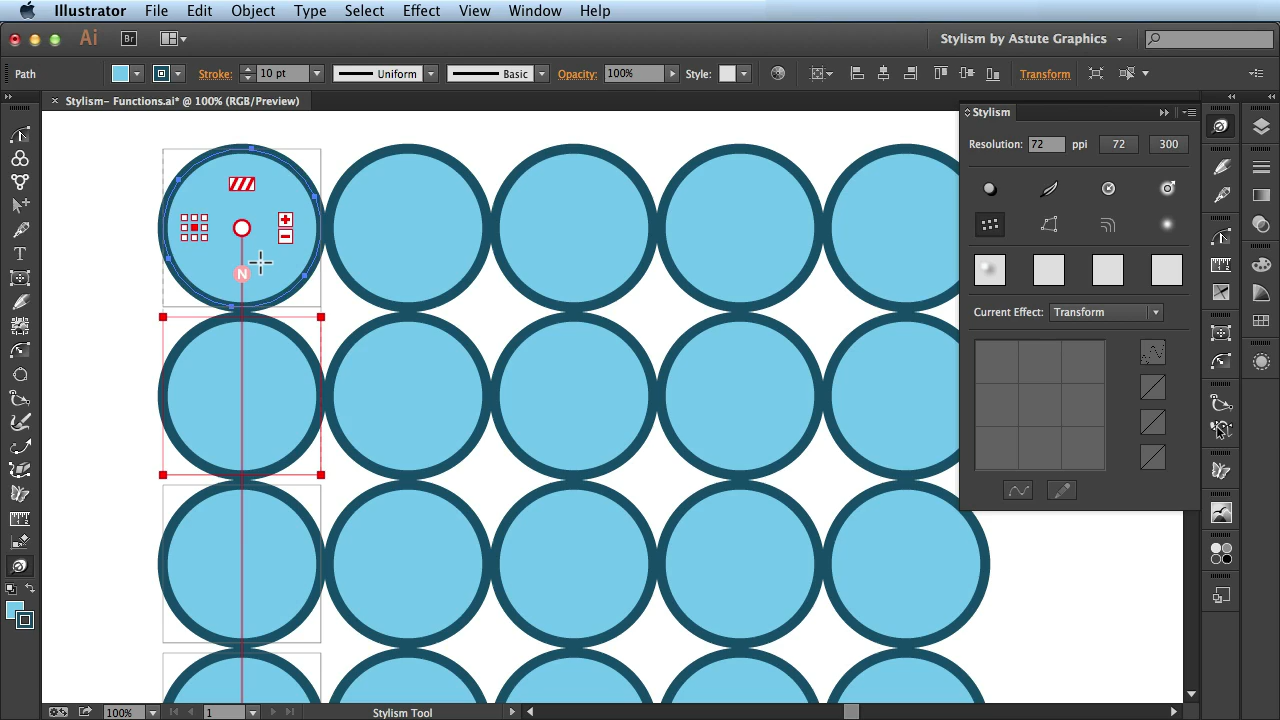 Illustrator File Edit Object Type Select Effect View Window Help
Ai Br Stylism by Astute Graphics
Path Stroke: 10 pt Uniform Basic Opacity: 100% Style: Transform
Stylism- Functions.ai* @ 100% (RGB/Preview)
Stylism
Resolution: 72 ppi 72 300
T
N
Current Effect: Transform
100% 1 Stylism Tool